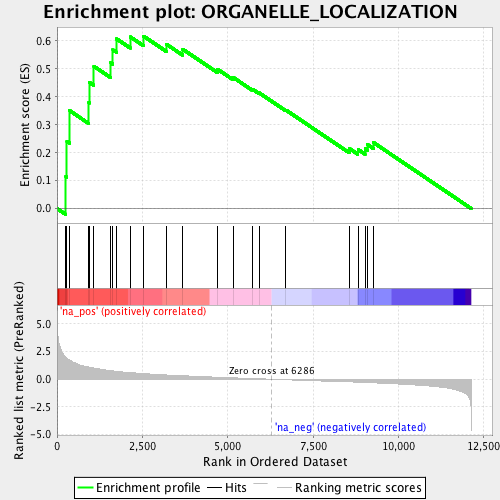 Enrichment plot: ORGANELLE_LOCALIZATION
Enrichment score (ES)
0.6
0.5
0.4
0.3
0.2
0.1
0.0
'na_pos' (positively correlated)
Ranked list metric (PreRanked)
5.0
2.5
0.0
-2.5
-5.0
Zero cross at 6286
'na_neg' (negatively correlated)
0
2,500
5,000
7,500
10,000
12,500
Rank in Ordered Dataset
Enrichment profile
Hits
Ranking metric scores